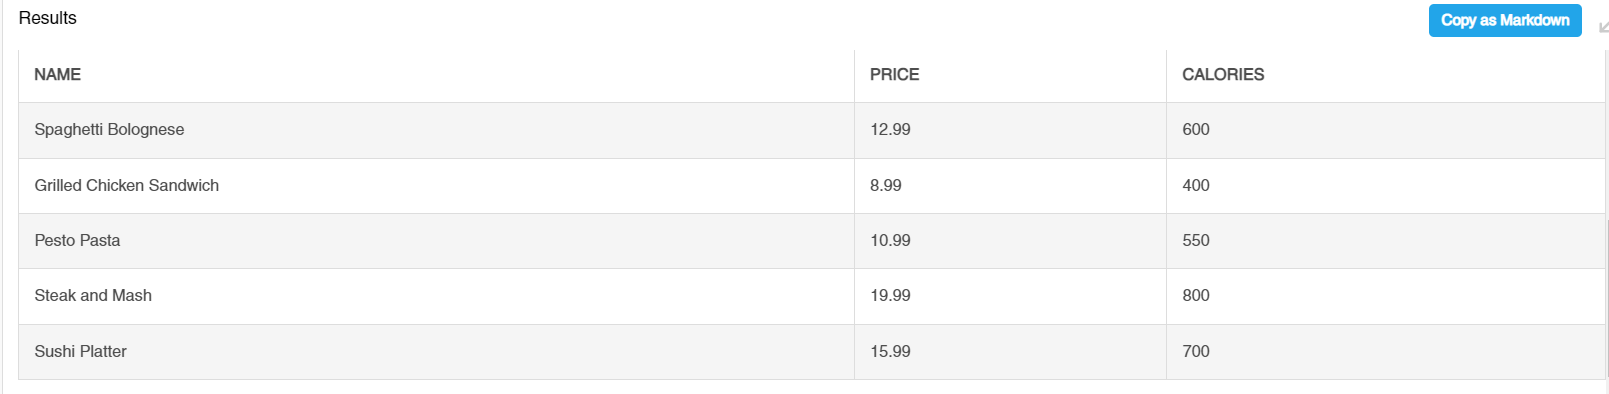 Results
Copy as Markdown
NAME PRICE CALORIES
Spaghetti Bolognese 12.99 600
Grilled Chicken Sandwich 8.99 400
Pesto Pasta 10.99 550
Steak and Mash 19.99 800
Sushi Platter 15.99 700